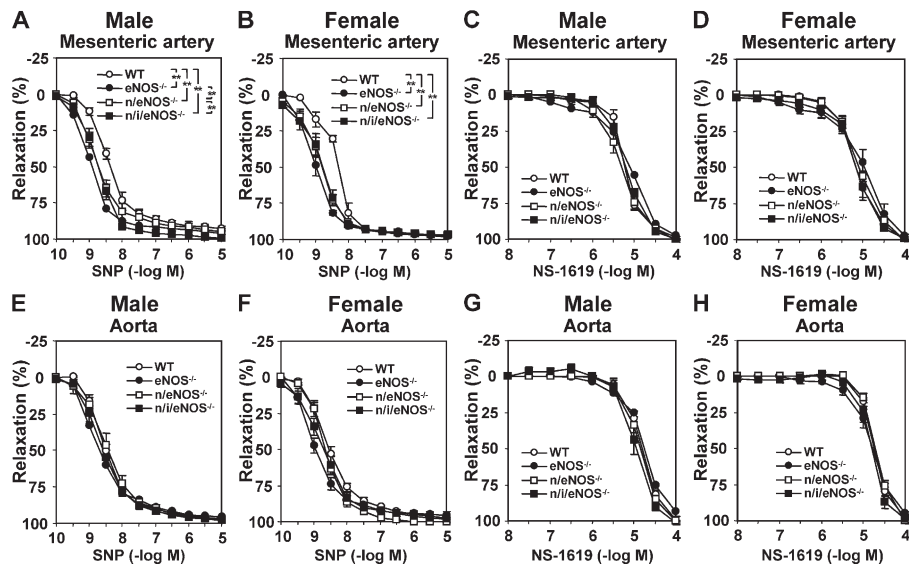 A Male
Mesenteric artery
-25
0
25
50
75
100
Relaxation (%)
WT
eNOS-/-
n/eNOS-/-
n/i/eNOS-/-
** ** ** ** **
10 9 8 7 6 5
SNP (-log M)
B Female
Mesenteric artery
-25
0
25
50
75
100
Relaxation (%)
WT
eNOS-/-
n/eNOS-/-
n/i/eNOS-/-
** ** **
10 9 8 7 6 5
SNP (-log M)
C Male
Mesenteric artery
-25
0
25
50
75
100
Relaxation (%)
WT
eNOS-/-
n/eNOS-/-
n/i/eNOS-/-
8 7 6 5 4
NS-1619 (-log M)
D Female
Mesenteric artery
-25
0
25
50
75
100
Relaxation (%)
WT
eNOS-/-
n/eNOS-/-
n/i/eNOS-/-
8 7 6 5 4
NS-1619 (-log M)
E Male
Aorta
-25
0
25
50
75
100
Relaxation (%)
WT
eNOS-/-
n/eNOS-/-
n/i/eNOS-/-
10 9 8 7 6 5
SNP (-log M)
F Female
Aorta
-25
0
25
50
75
100
Relaxation (%)
WT
eNOS-/-
n/eNOS-/-
n/i/eNOS-/-
10 9 8 7 6 5
SNP (-log M)
G Male
Aorta
-25
0
25
50
75
100
Relaxation (%)
WT
eNOS-/-
n/eNOS-/-
n/i/eNOS-/-
8 7 6 5 4
NS-1619 (-log M)
H Female
Aorta
-25
0
25
50
75
100
Relaxation (%)
WT
eNOS-/-
n/eNOS-/-
n/i/eNOS-/-
8 7 6 5 4
NS-1619 (-log M)